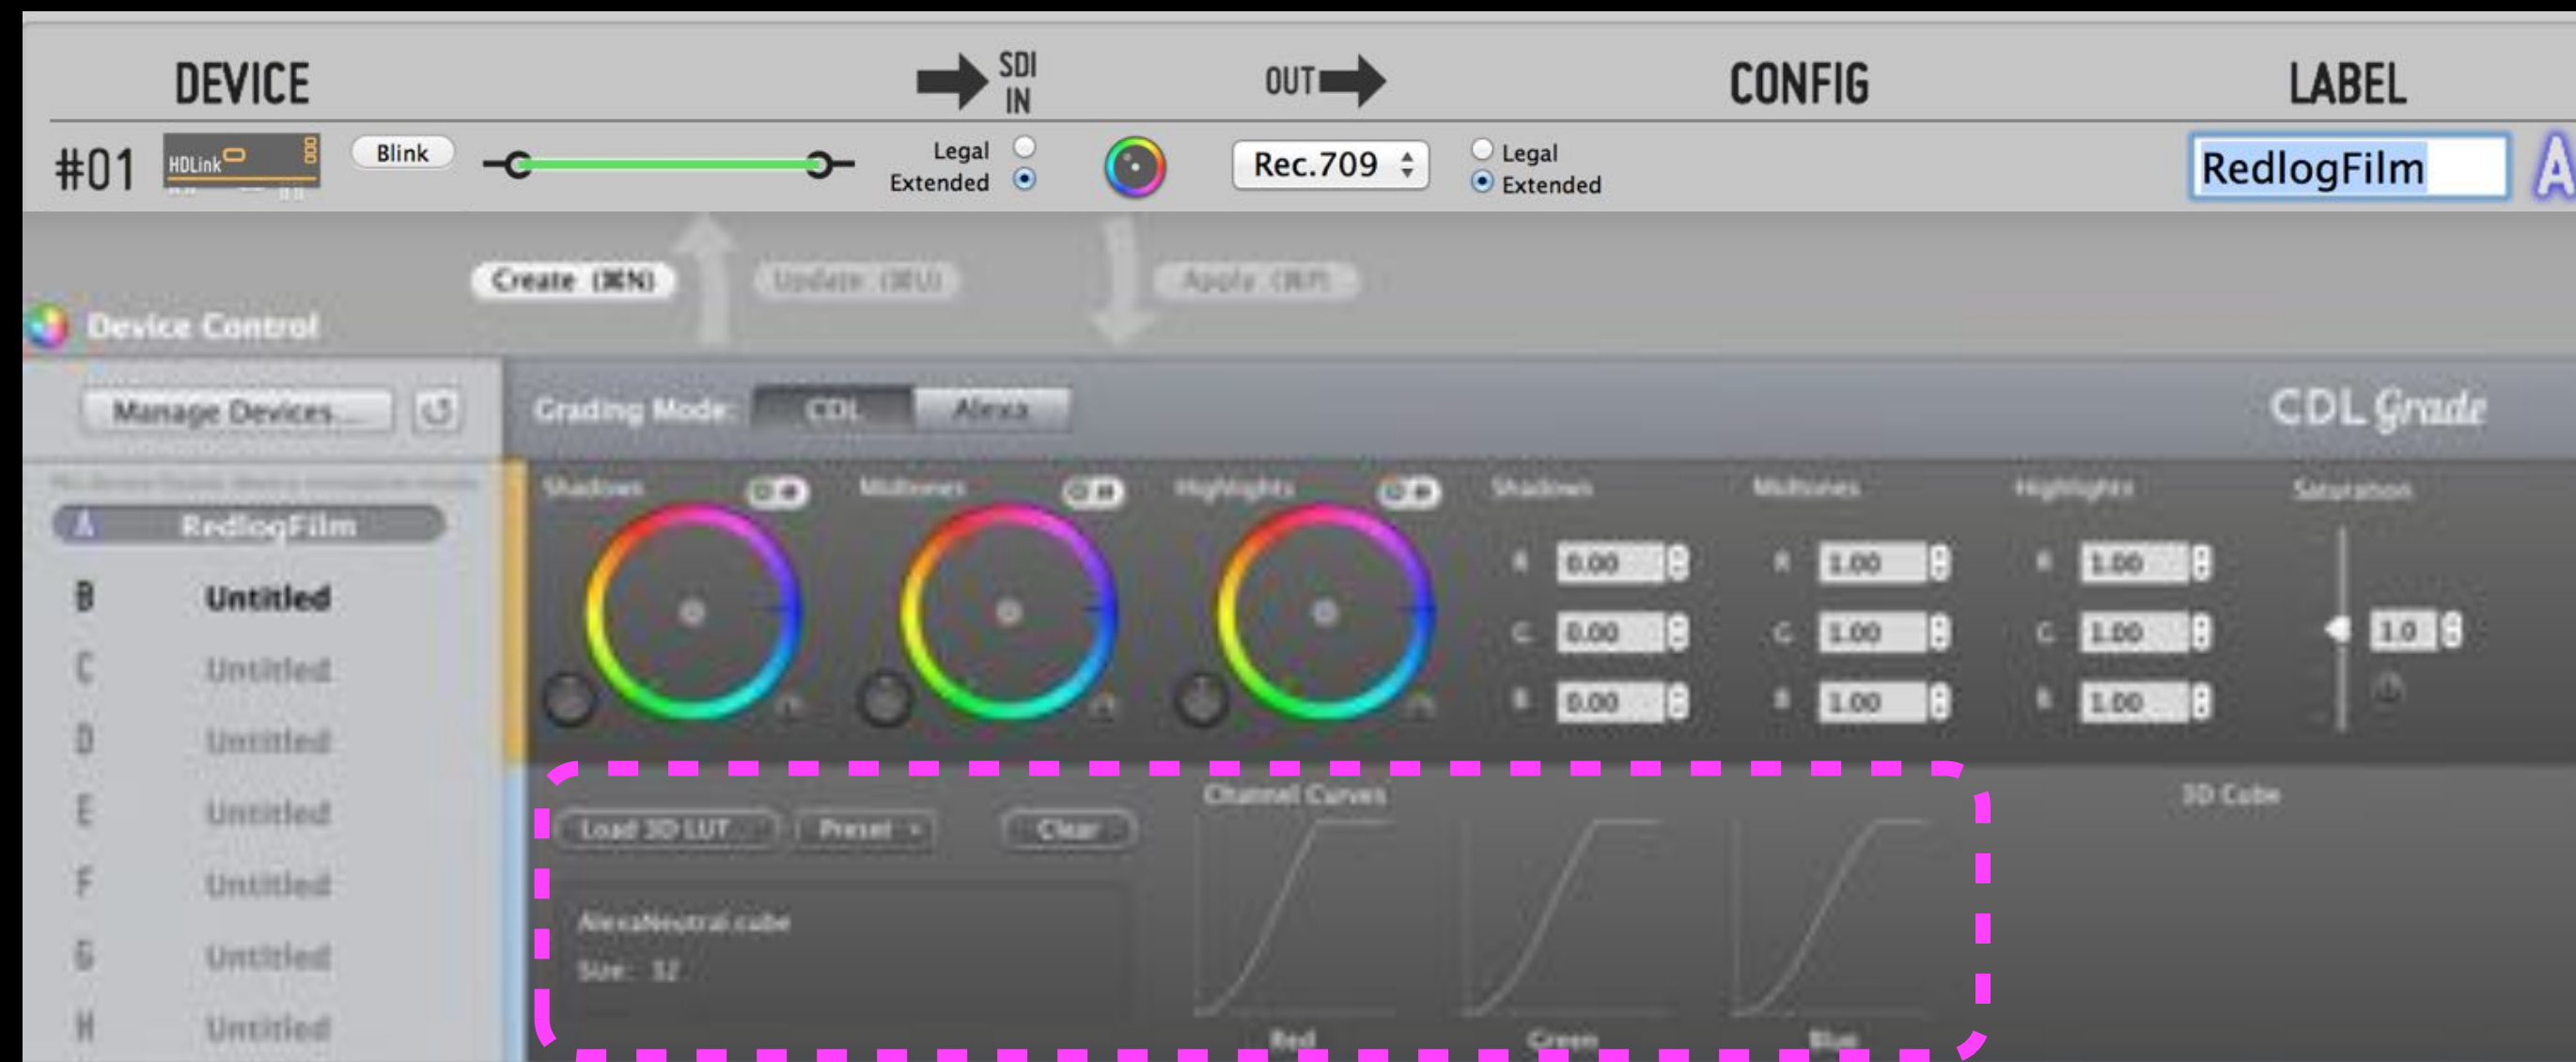 DEVICE
SDI
IN
OUT
CONFIG
LABEL
#01
HDLink
Blink
Legal
Extended
Rec.709
Legal
Extended
RedlogFilm
A
Create (⌘N)
Update (⌘U)
Apply (⌘P)
Device Control
Manage Devices...
Grading Mode: CDL Alexa
CDL Grade
A RedlogFilm
B Untitled
C Untitled
D Untitled
E Untitled
F Untitled
G Untitled
H Untitled
Shadows
Midtones
Highlights
Shadows
Midtones
Highlights
Saturation
R 0.00 R 1.00 R 1.00
G 0.00 G 1.00 G 1.00 1.0
B 0.00 B 1.00 B 1.00
Load 3D LUT
Preset
Clear
Channel Curves
3D Cube
AlexaNeutral.cube
Size: 32
Red
Green
Blue